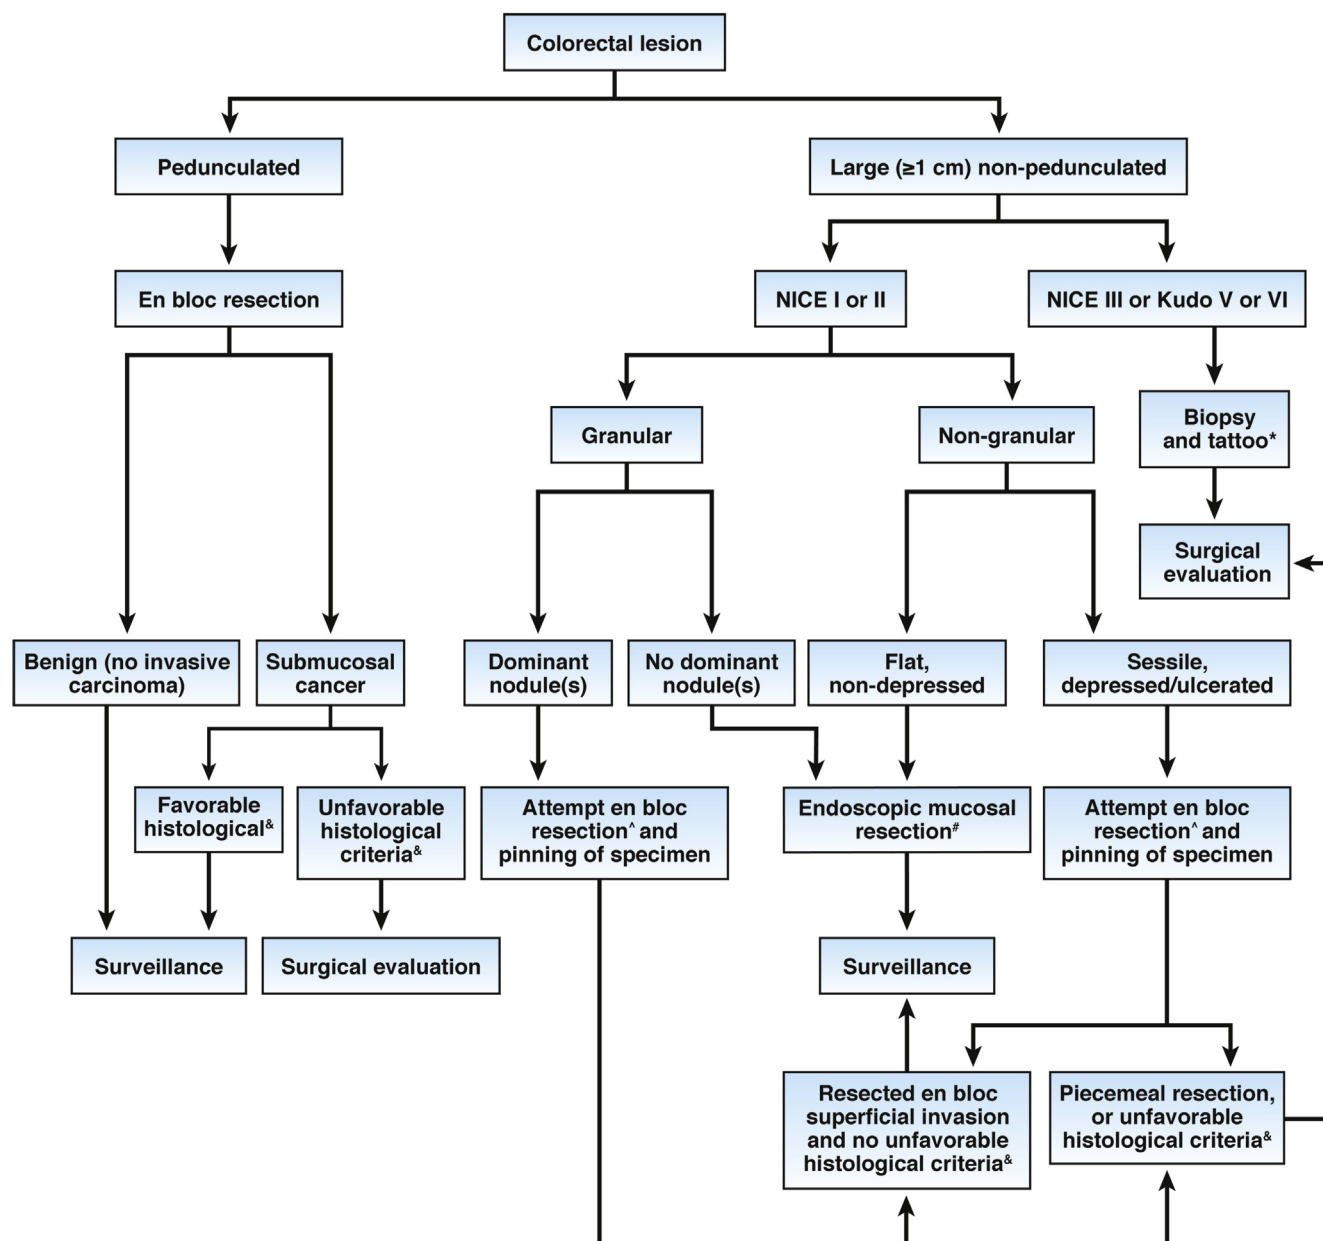 Colorectal lesion
Pedunculated
Large (≥1 cm) non-pedunculated
En bloc resection
NICE I or II
NICE III or Kudo V or VI
Granular
Non-granular
Biopsy
and tattoo*
Surgical
evaluation
Benign (no invasive
carcinoma)
Submucosal
cancer
Dominant
nodule(s)
No dominant
nodule(s)
Flat,
non-depressed
Sessile,
depressed/ulcerated
Favorable
histological&
Unfavorable
histological
criteria&
Attempt en bloc
resection^ and
pinning of specimen
Endoscopic mucosal
resection#
Attempt en bloc
resection^ and
pinning of specimen
Surveillance
Surgical evaluation
Surveillance
Resected en bloc
superficial invasion
and no unfavorable
histological criteria&
Piecemeal resection,
or unfavorable
histological criteria&